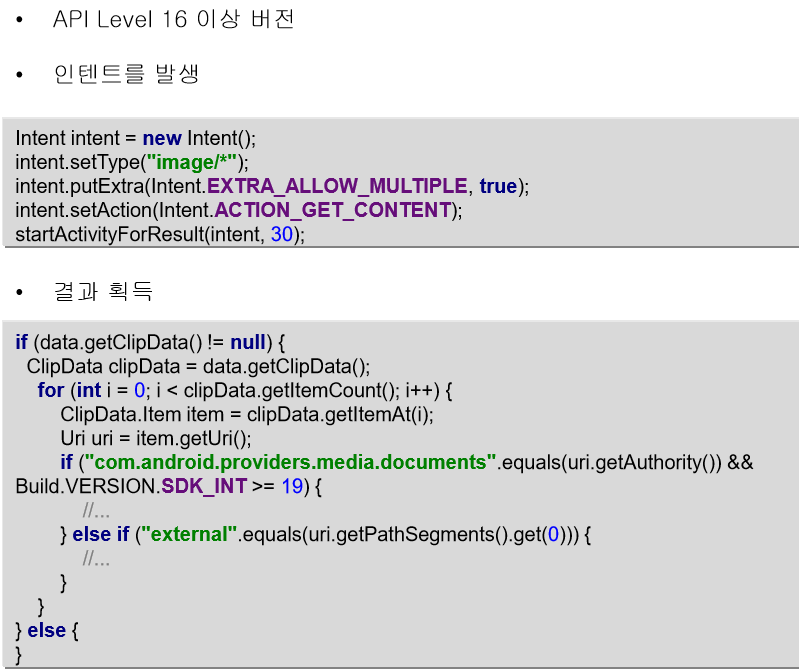 • API Level 16 이상 버전
• 인텐트를 발생
Intent intent = new Intent();
intent.setType("image/*");
intent.putExtra(Intent.EXTRA_ALLOW_MULTIPLE, true);
intent.setAction(Intent.ACTION_GET_CONTENT);
startActivityForResult(intent, 30);
• 결과 획득
if (data.getClipData() != null) {
ClipData clipData = data.getClipData();
for (int i = 0; i < clipData.getItemCount(); i++) {
ClipData.Item item = clipData.getItemAt(i);
Uri uri = item.getUri();
if ("com.android.providers.media.documents".equals(uri.getAuthority()) &&
Build.VERSION.SDK_INT >= 19) {
//...
} else if ("external".equals(uri.getPathSegments().get(0))) {
//...
}
}
} else {
}